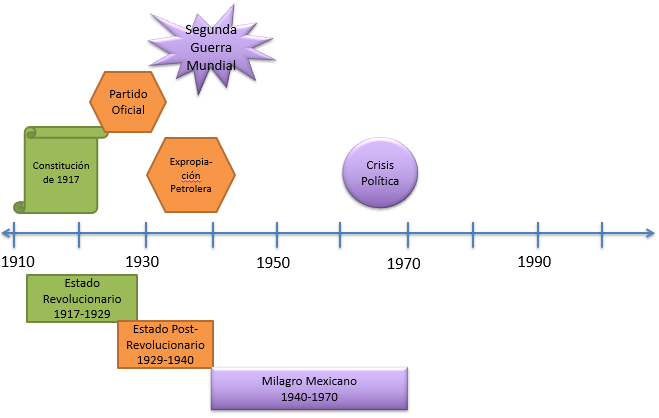 Segunda
Guerra
Mundial
Partido
Oficial
Constitución
de 1917
Expropia-
ción
Petrolera
Crisis
Política
1910
1930
1950
1970
1990
Estado
Revolucionario
1917-1929
Estado Post-
Revolucionario
1929-1940
Milagro Mexicano
1940-1970